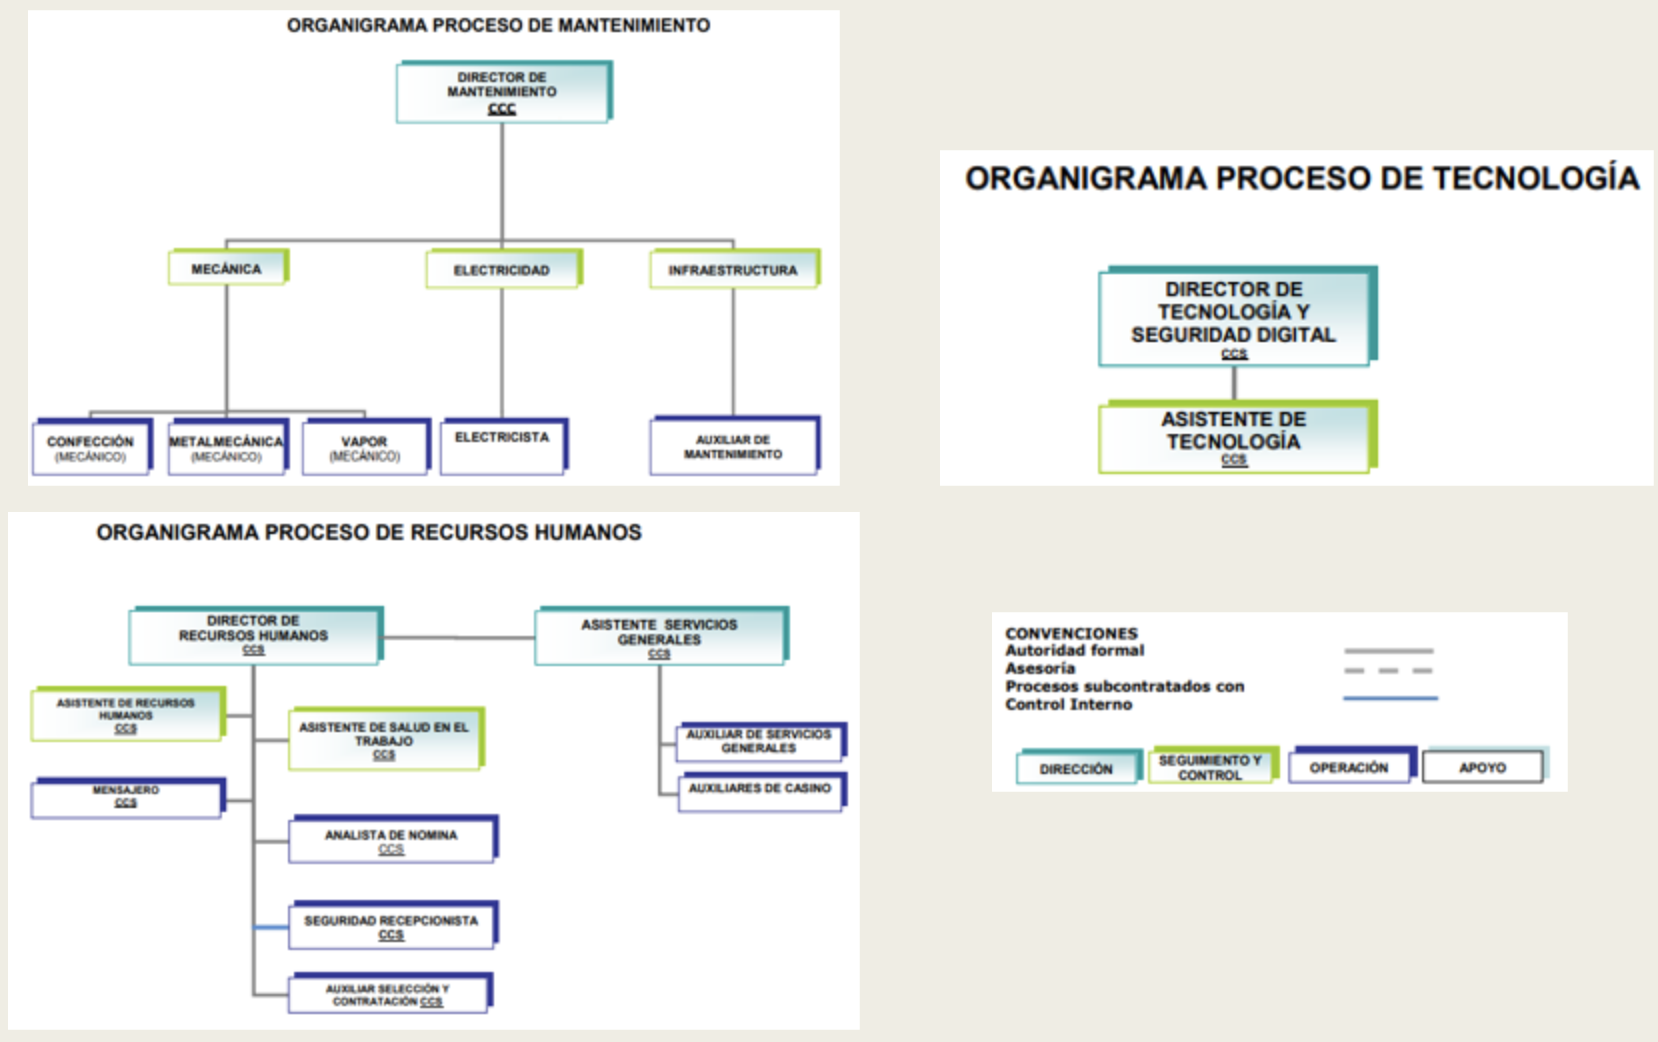 ORGANIGRAMA PROCESO DE MANTENIMIENTO
DIRECTOR DE
MANTENIMIENTO
CCC
MECÁNICA
ELECTRICIDAD
INFRAESTRUCTURA
CONFECCIÓN
(MECÁNICO)
METALMECÁNICA
(MECÁNICO)
VAPOR
(MECÁNICO)
ELECTRICISTA
AUXILIAR DE
MANTENIMIENTO
ORGANIGRAMA PROCESO DE TECNOLOGÍA
DIRECTOR DE
TECNOLOGÍA Y
SEGURIDAD DIGITAL
CCS
ASISTENTE DE
TECNOLOGÍA
CCS
ORGANIGRAMA PROCESO DE RECURSOS HUMANOS
DIRECTOR DE
RECURSOS HUMANOS
CCS
ASISTENTE SERVICIOS
GENERALES
CCS
ASISTENTE DE RECURSOS
HUMANOS
CCS
ASISTENTE DE SALUD EN EL
TRABAJO
CCS
MENSAJERO
CCS
ANALISTA DE NOMINA
CCS
SEGURIDAD RECEPCIONISTA
CCS
AUXILIAR SELECCIÓN Y
CONTRATACIÓN CCS
AUXILIAR DE SERVICIOS
GENERALES
AUXILIARES DE CASINO
CONVENCIONES
Autoridad formal
Asesoría
Procesos subcontratados con
Control Interno
DIRECCIÓN
SEGUIMIENTO Y
CONTROL
OPERACIÓN
APOYO